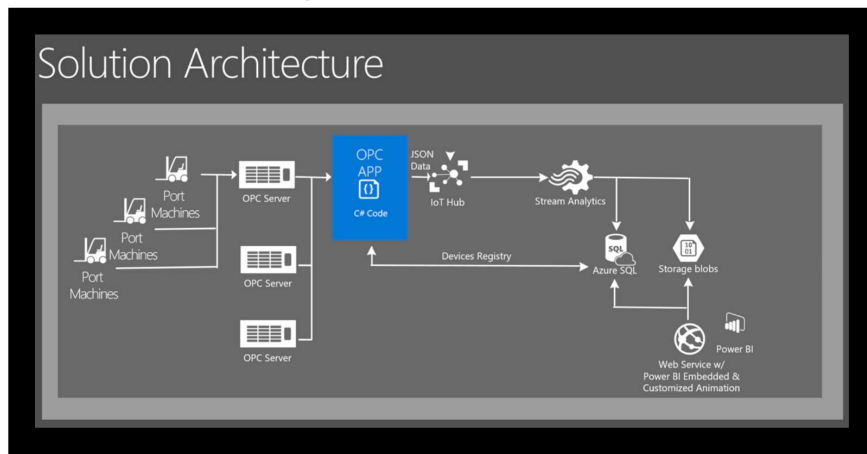 Solution Architecture
Port
Machines
Port
Machines
Port
Machines
OPC Server
OPC Server
OPC Server
OPC
APP
{}
C# Code
JSON
Data
IoT Hub
Stream Analytics
Devices Registry
SQL
Azure SQL
10
01
Storage blobs
Power BI
Web Service w/
Power BI Embedded &
Customized Animation